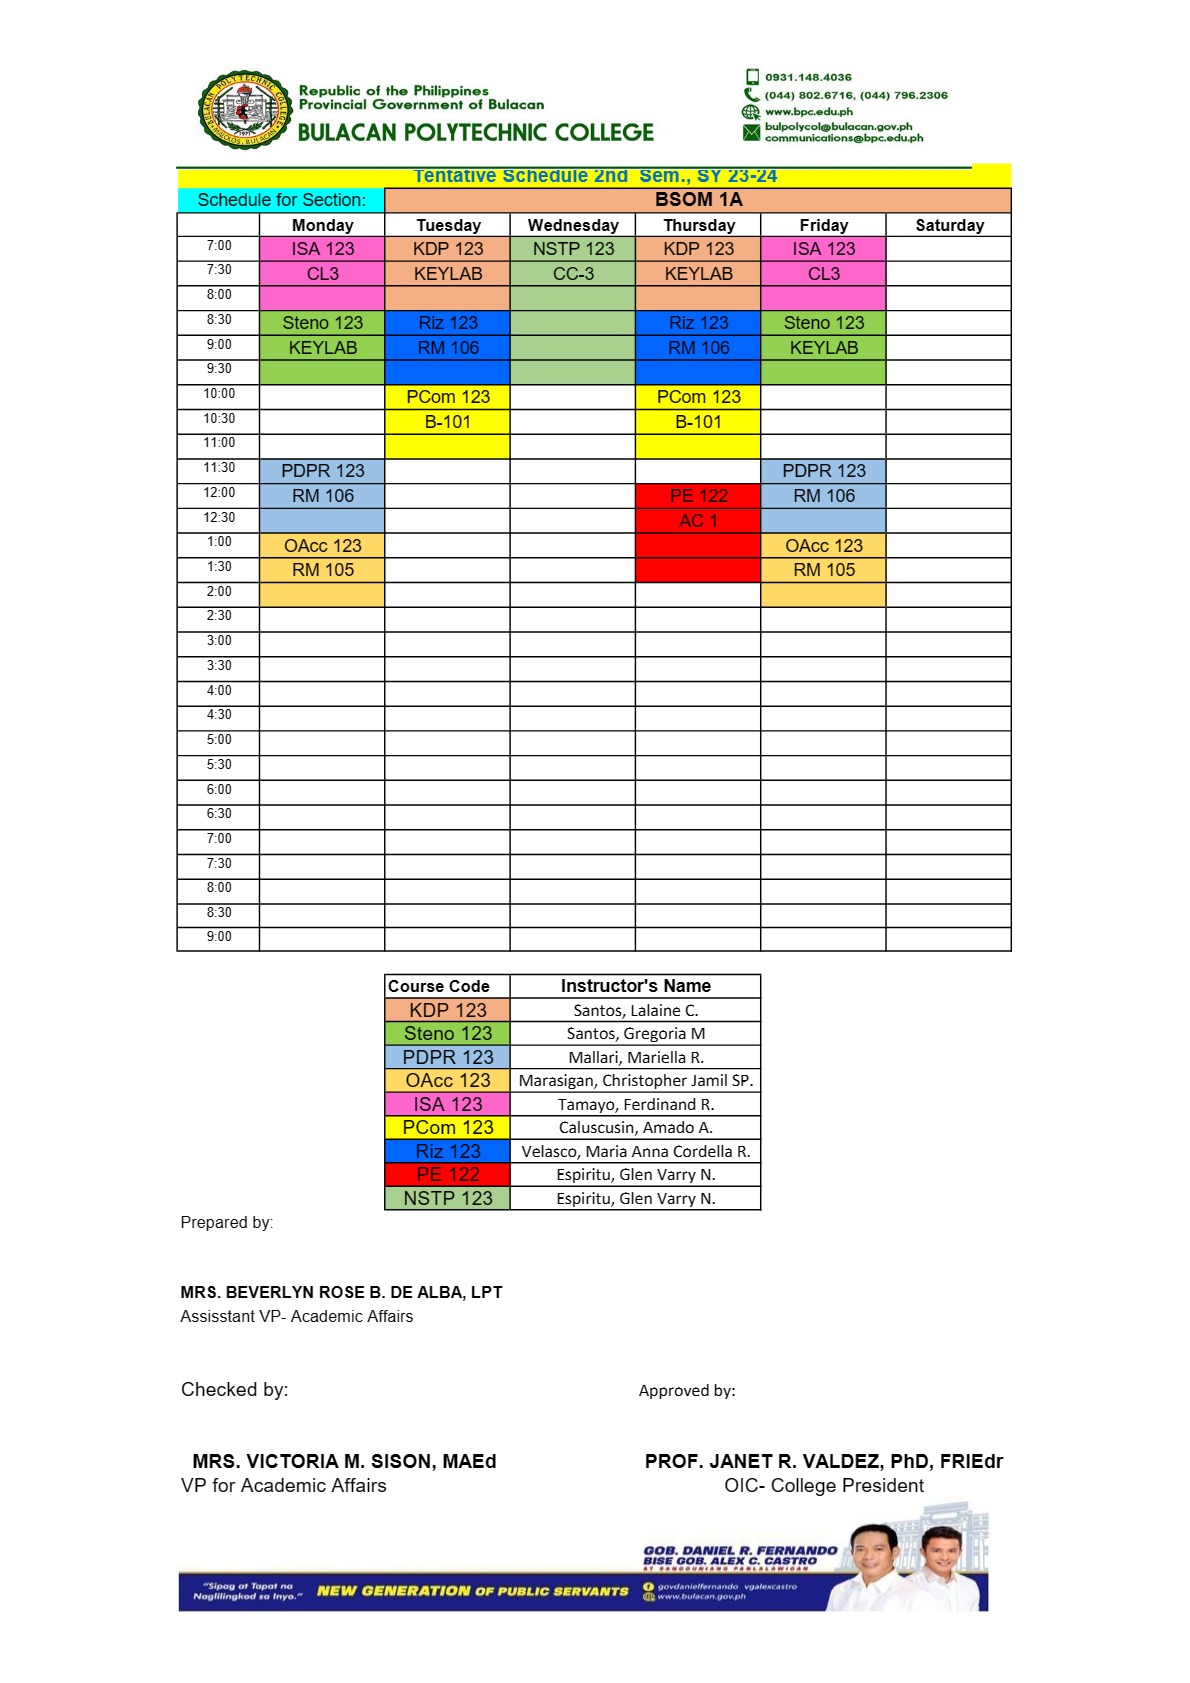 BULACAN POLYTECHNIC COLLEGE
MALOLOS, BULACAN
1971
Republic of the Philippines
Provincial Government of Bulacan
BULACAN POLYTECHNIC COLLEGE
0931.148.4036
(044) 802.6716, (044) 796.2306
www.bpc.edu.ph
bulpolycol@bulacan.gov.ph
communications@bpc.edu.ph
Tentative Schedule 2nd Sem., SY 23-24
Schedule for Section: BSOM 1A
Monday Tuesday Wednesday Thursday Friday Saturday
7:00 ISA 123 KDP 123 NSTP 123 KDP 123 ISA 123
7:30 CL3 KEYLAB CC-3 KEYLAB CL3
8:00
8:30 Steno 123 Riz 123 Riz 123 Steno 123
9:00 KEYLAB RM 106 RM 106 KEYLAB
9:30
10:00 PCom 123 PCom 123
10:30 B-101 B-101
11:00
11:30 PDPR 123 PDPR 123
12:00 RM 106 PE 122 RM 106
12:30 AC 1
1:00 OAcc 123 OAcc 123
1:30 RM 105 RM 105
2:00
2:30
3:00
3:30
4:00
4:30
5:00
5:30
6:00
6:30
7:00
7:30
8:00
8:30
9:00
Course Code Instructor's Name
KDP 123 Santos, Lalaine C.
Steno 123 Santos, Gregoria M
PDPR 123 Mallari, Mariella R.
OAcc 123 Marasigan, Christopher Jamil SP.
ISA 123 Tamayo, Ferdinand R.
PCom 123 Caluscusin, Amado A.
Riz 123 Velasco, Maria Anna Cordella R.
PE 122 Espiritu, Glen Varry N.
NSTP 123 Espiritu, Glen Varry N.
Prepared by:
MRS. BEVERLYN ROSE B. DE ALBA, LPT
Assisstant VP- Academic Affairs
Checked by: Approved by:
MRS. VICTORIA M. SISON, MAEd PROF. JANET R. VALDEZ, PhD, FRIEdr
VP for Academic Affairs OIC- College President
GOB. DANIEL R. FERNANDO
BISE GOB. ALEX C. CASTRO
AT SANGGUNIANG PANLALAWIGAN
"Sipag at Tapat na
Naglilingkod sa Inyo."
NEW GENERATION OF PUBLIC SERVANTS
govdanielfernando vgalexcastro
www.bulacan.gov.ph